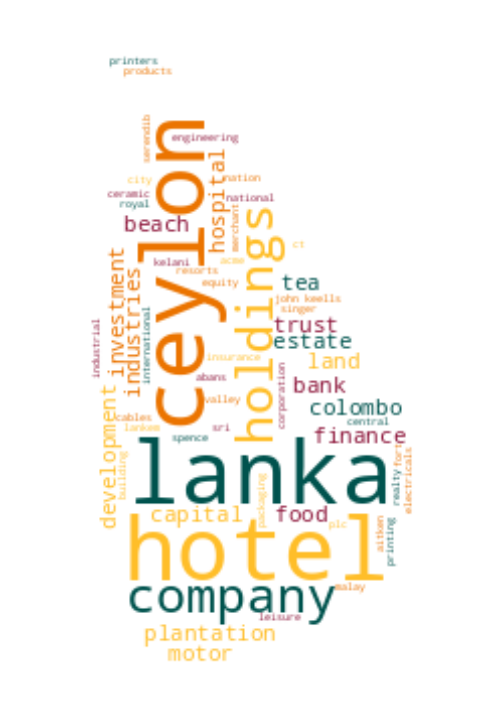 printers
products
serendib
engineering
ceylon
hospital
city
nation
ceramic
national
royal
merchant
beach
holdings
ct
investment
kelani
acme
industries
resorts
equity
tea
john keells
singer
international
industrial
trust
estate
insurance
land
corporation
abans
bank
development
valley
colombo
cables
lankem
sri
central
spence
finance
lanka
building
fort
electricals
realty
packaging
capital
food
plc
aitken
printing
hotel
company
malay
leisure
plantation
motor